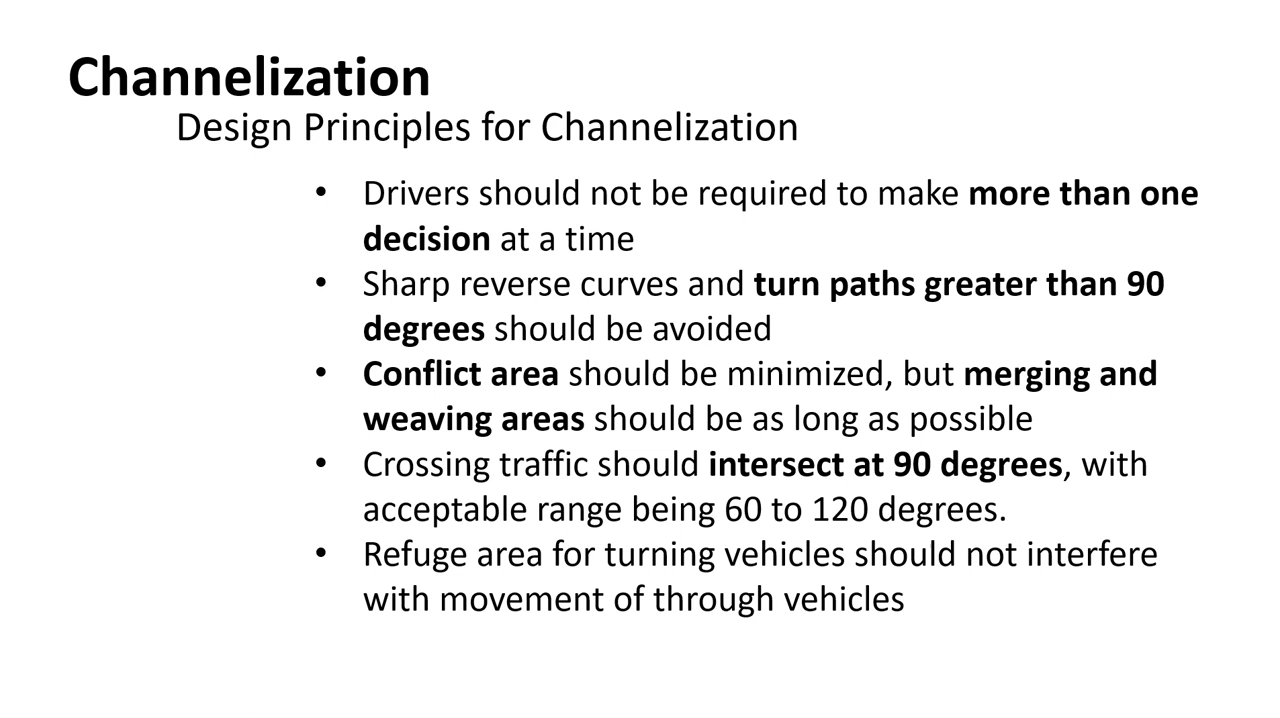 Channelization
Design Principles for Channelization
• Drivers should not be required to make more than one
decision at a time
• Sharp reverse curves and turn paths greater than 90
degrees should be avoided
• Conflict area should be minimized, but merging and
weaving areas should be as long as possible
• Crossing traffic should intersect at 90 degrees, with
acceptable range being 60 to 120 degrees.
• Refuge area for turning vehicles should not interfere
with movement of through vehicles